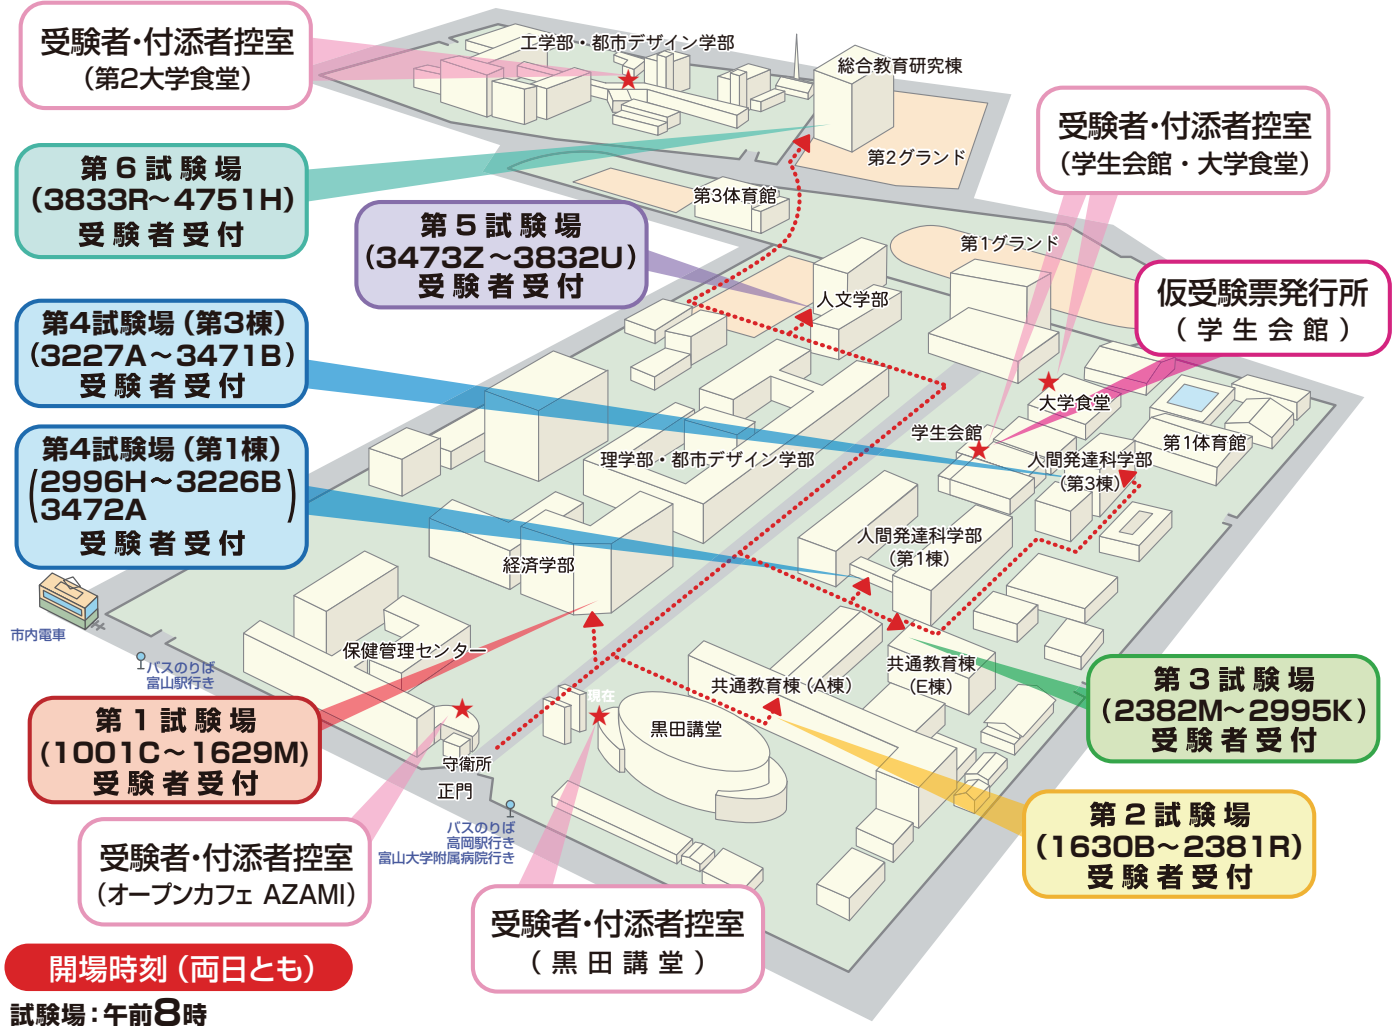 受験者・付添者控室
（第2大学食堂）
工学部・都市デザイン学部
総合教育研究棟
第2グランド
受験者・付添者控室
（学生会館・大学食堂）
第6試験場
（3833R～4751H）
受験者受付
第3体育館
第5試験場
（3473Z～3832U）
受験者受付
第1グランド
人文学部
仮受験票発行所
（学生会館）
第4試験場（第3棟）
（3227A～3471B）
受験者受付
大学食堂
学生会館
第1体育館
人間発達科学部
（第3棟）
理学部・都市デザイン学部
第4試験場（第1棟）
（2996H～3226B
3472A）
受験者受付
人間発達科学部
（第1棟）
経済学部
市内電車
バスのりば
富山駅行き
保健管理センター
共通教育棟
（E棟）
共通教育棟（A棟）
現在
黒田講堂
第3試験場
（2382M～2995K）
受験者受付
第1試験場
（1001C～1629M）
受験者受付
守衛所
正門
バスのりば
高岡駅行き
富山大学附属病院行き
第2試験場
（1630B～2381R）
受験者受付
受験者・付添者控室
（オープンカフェ AZAMI）
受験者・付添者控室
（黒田講堂）
開場時刻（両日とも）
試験場：午前8時